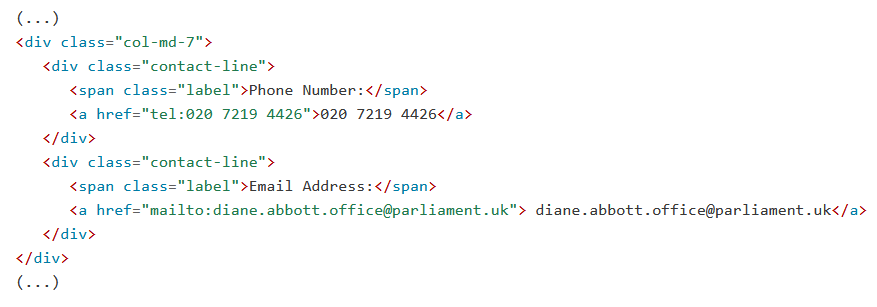 (...)
<div class="col-md-7">
   <div class="contact-line">
      <span class="label">Phone Number:</span>
      <a href="tel:020 7219 4426">020 7219 4426</a>
   </div>
   <div class="contact-line">
      <span class="label">Email Address:</span>
      <a href="mailto:diane.abbott.office@parliament.uk"> diane.abbott.office@parliament.uk</a>
   </div>
</div>
(...)